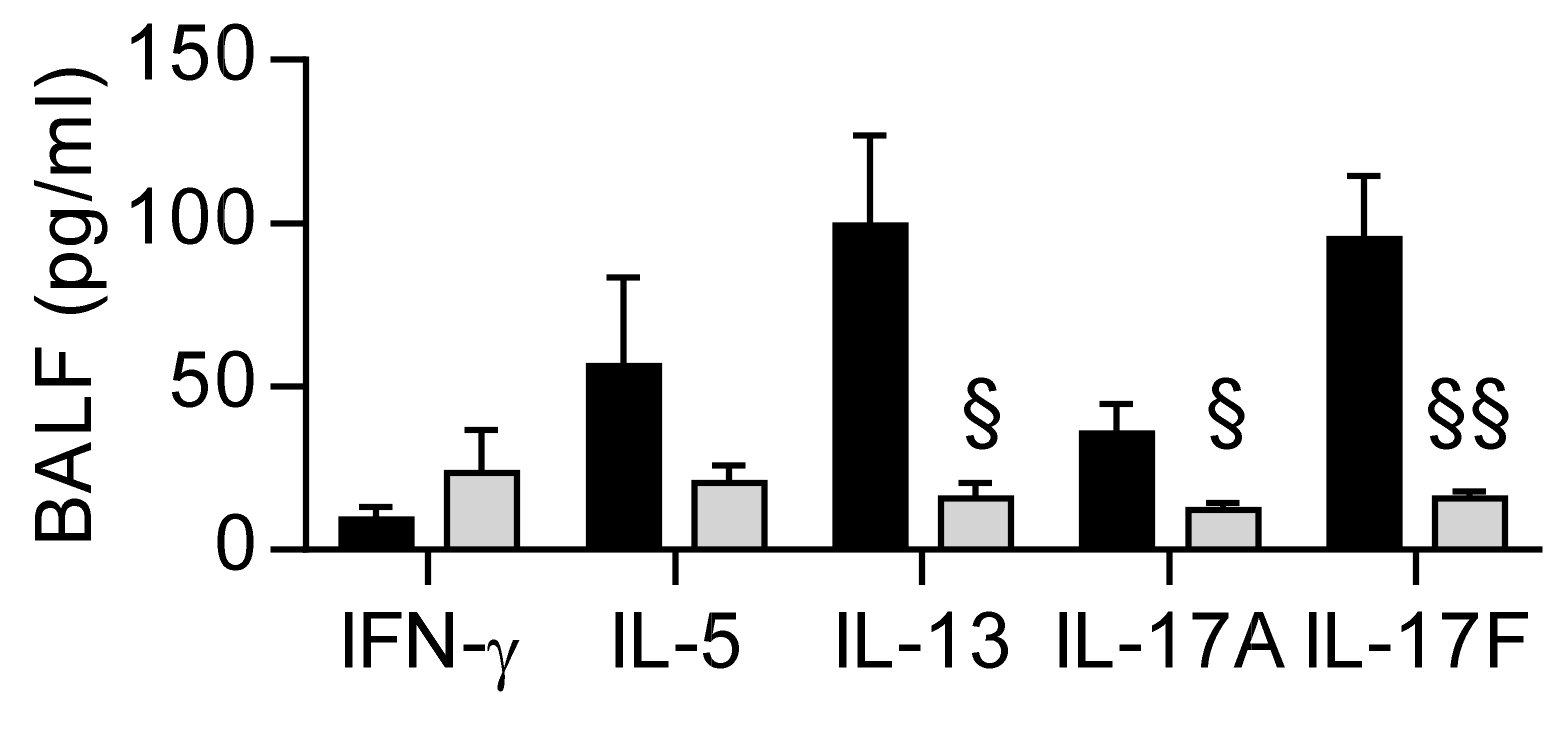 BALF (pg/ml)
150
100
50
0
§ § §§
IFN-γ IL-5 IL-13 IL-17A IL-17F